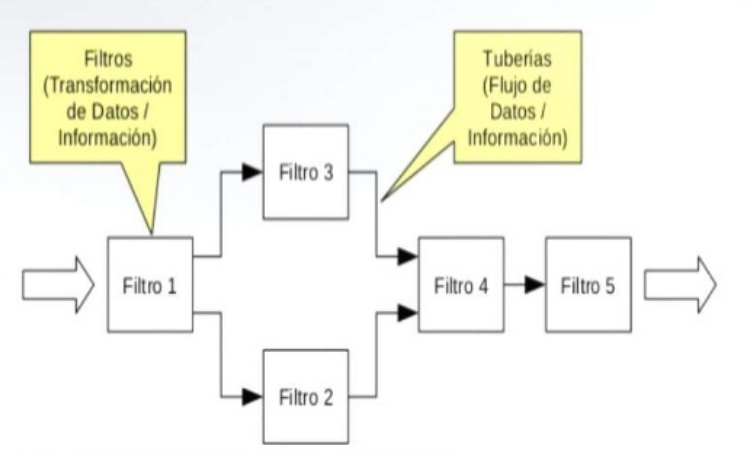 Filtros
(Transformación
de Datos /
Información)
Tuberías
(Flujo de
Datos /
Información)
Filtro 3
Filtro 1
Filtro 4
Filtro 5
Filtro 2